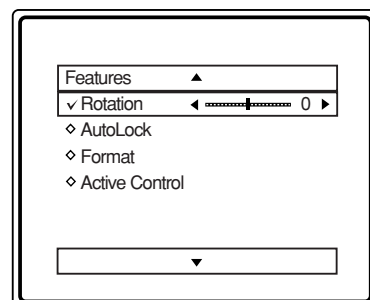 Features
Rotation 0
AutoLock
Format
Active Control